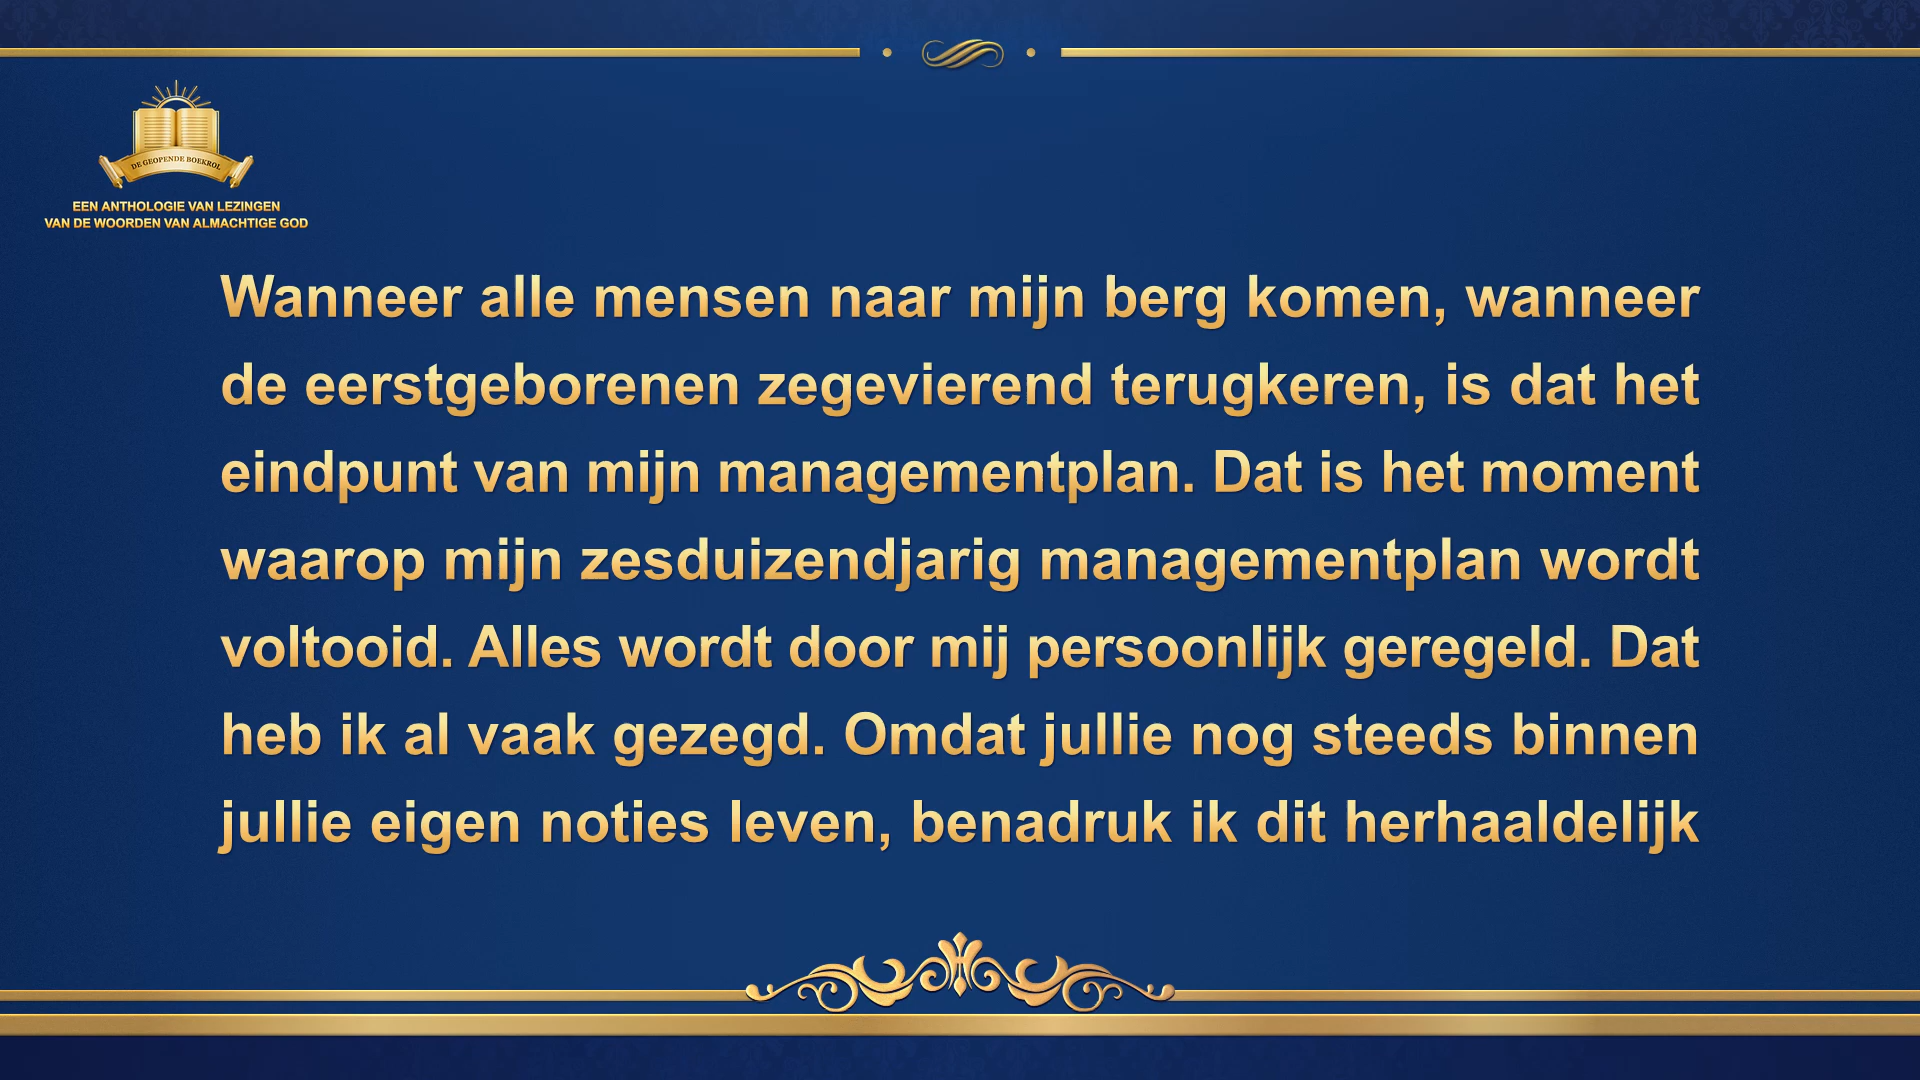 DE GEOPENDE BOEKROL
EEN ANTHOLOGIE VAN LEZINGEN
VAN DE WOORDEN VAN ALMACHTIGE GOD
Wanneer alle mensen naar mijn berg komen, wanneer
de eerstgeborenen zegevierend terugkeren, is dat het
eindpunt van mijn managementplan. Dat is het moment
waarop mijn zesduizendjarig managementplan wordt
voltooid. Alles wordt door mij persoonlijk geregeld. Dat
heb ik al vaak gezegd. Omdat jullie nog steeds binnen
jullie eigen noties leven, benadruk ik dit herhaaldelijk